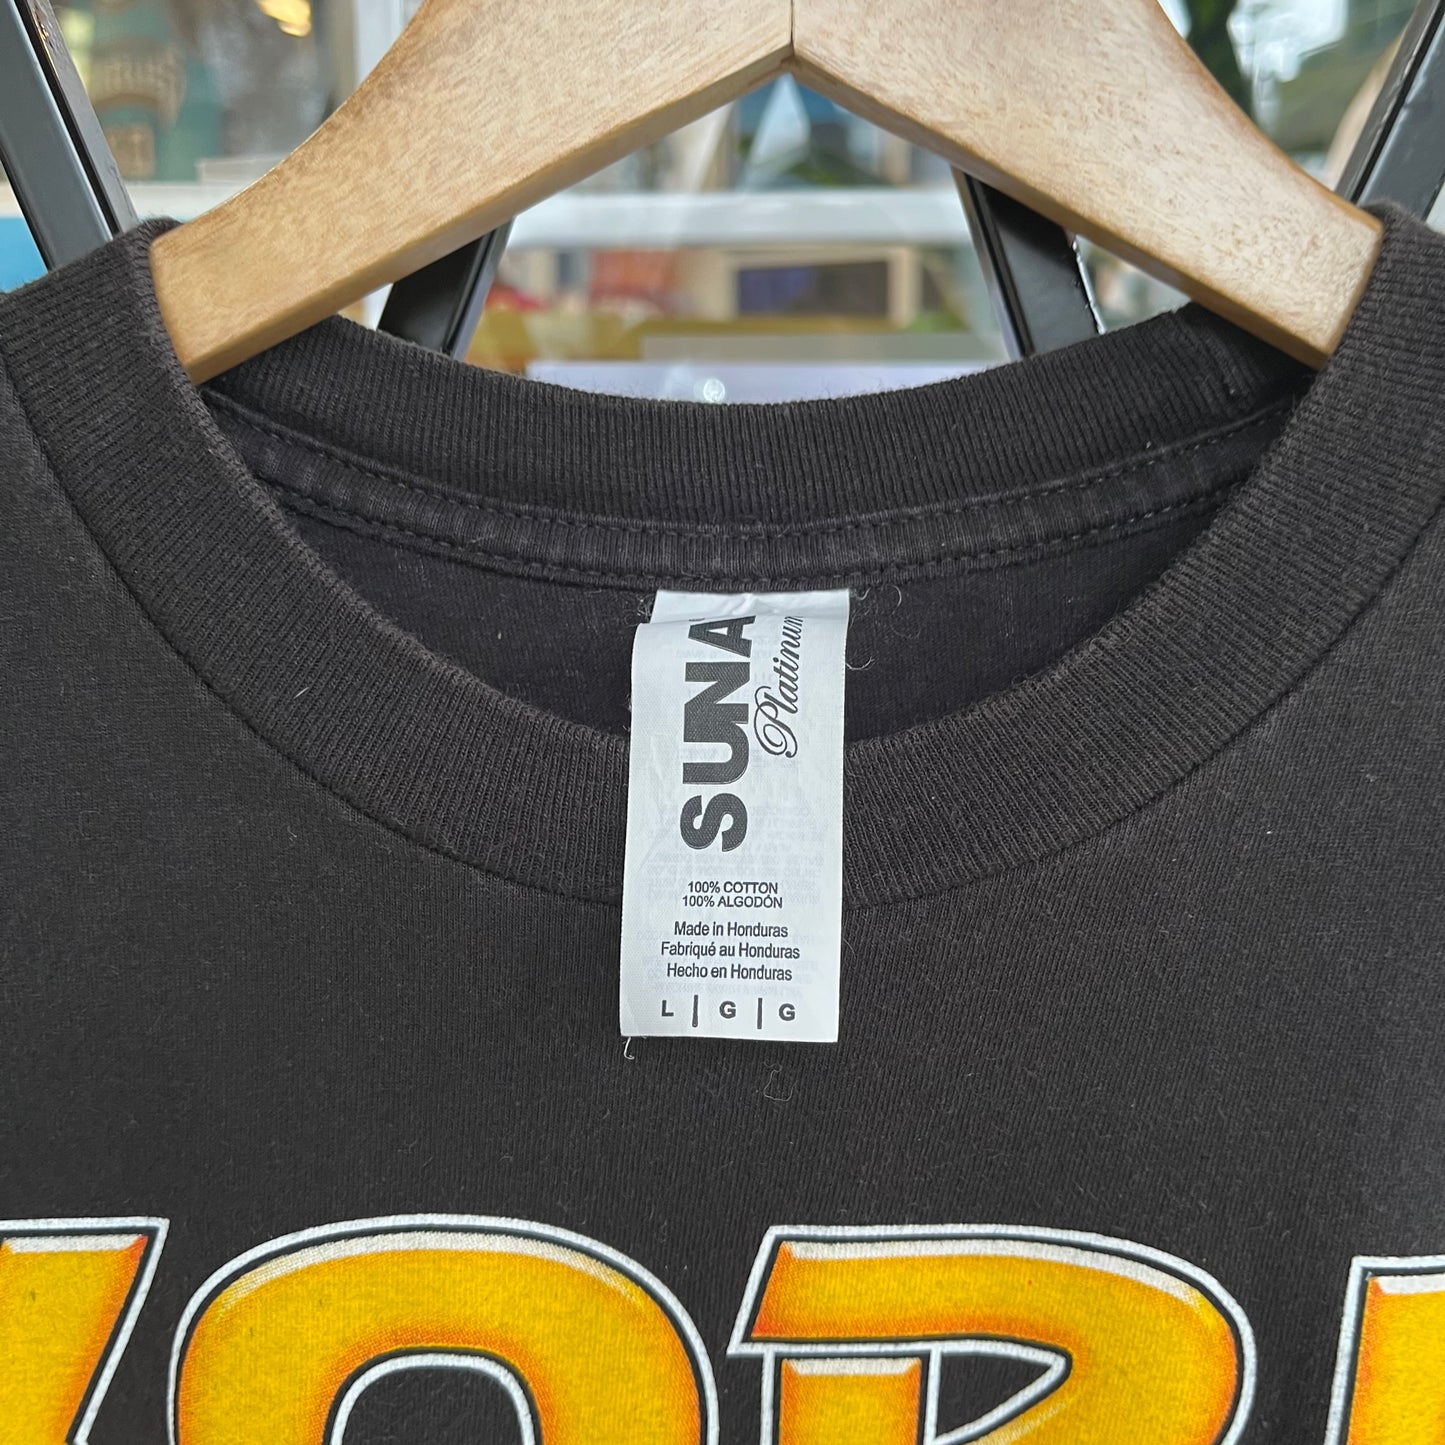 SUNA
Platinum
100% COTTON
100% ALGODÓN
Made in Honduras
Fabriqué au Honduras
Hecho en Honduras
L | G | G